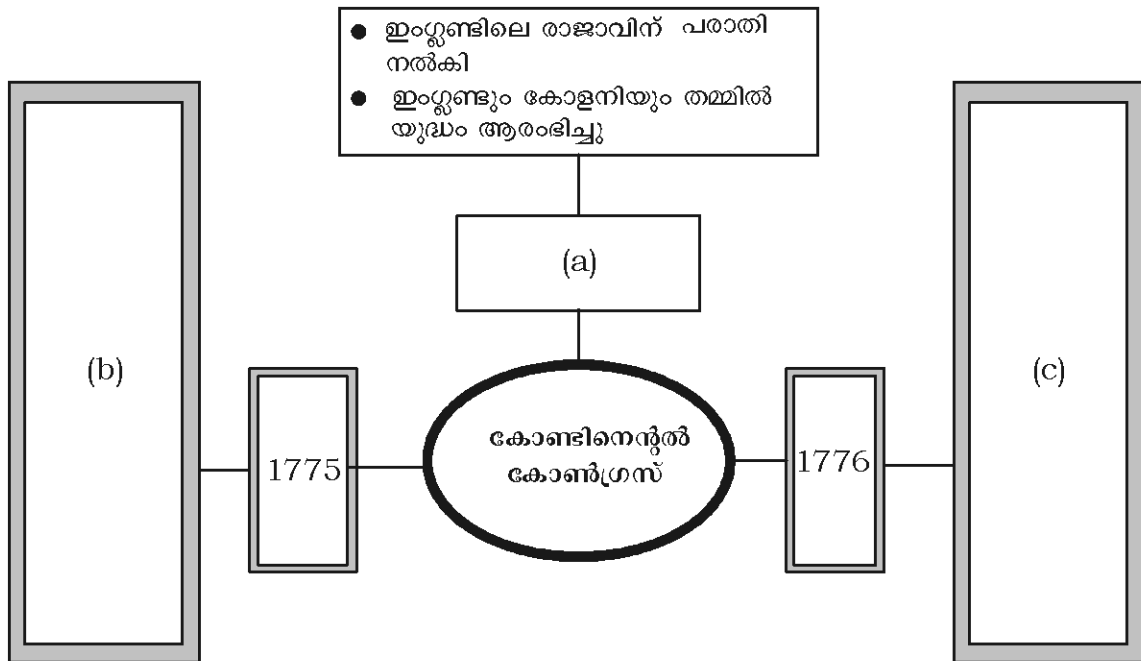 ഇംഗ്ലണ്ടിലെ രാജാവിന് പരാതി
നൽകി
ഇംഗ്ലണ്ടും കോളനിയും തമ്മിൽ
യുദ്ധം ആരംഭിച്ചു
(a)
(b)
1775
കോണ്ടിനെന്റൽ
കോൺഗ്രസ്
1776
(c)